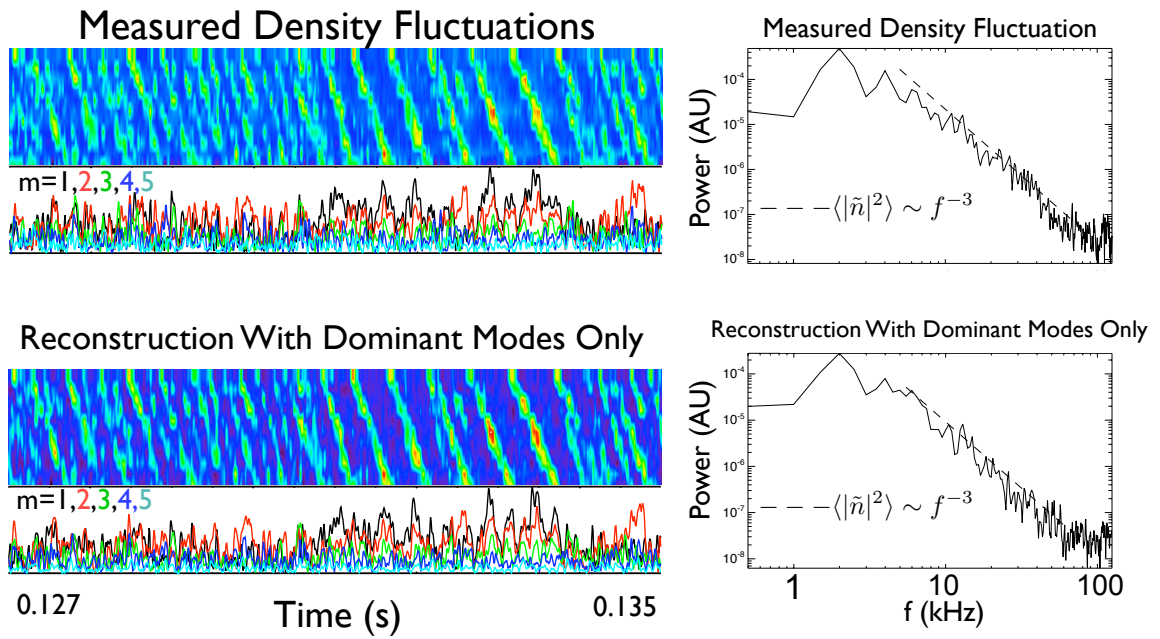 Measured Density Fluctuations
m=1,2,3,4,5
Reconstruction With Dominant Modes Only
m=1,2,3,4,5
0.127
Time (s)
0.135
Measured Density Fluctuation
Power (AU)
10⁻⁴
10⁻⁵
10⁻⁶
10⁻⁷
10⁻⁸
⟨|ñ|²⟩ ∼ f⁻³
Reconstruction With Dominant Modes Only
Power (AU)
10⁻⁴
10⁻⁵
10⁻⁶
10⁻⁷
10⁻⁸
⟨|ñ|²⟩ ∼ f⁻³
1
10
100
f (kHz)